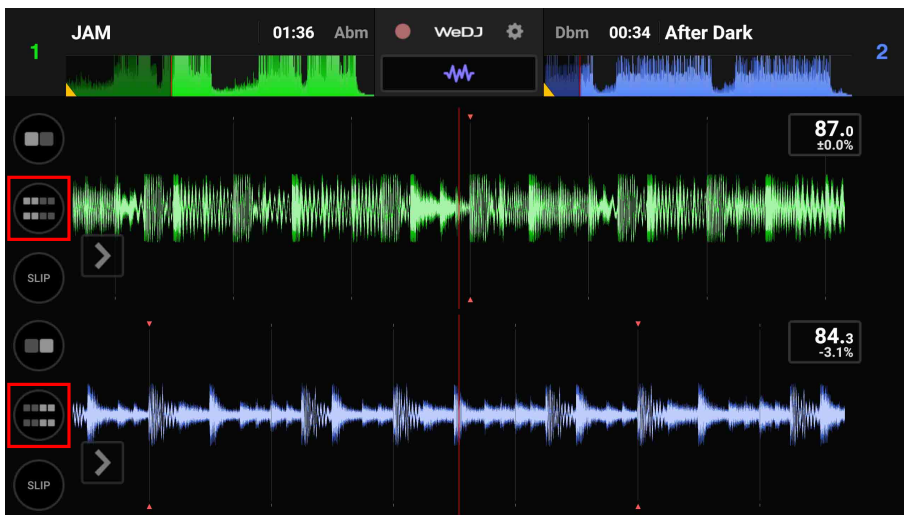 1 JAM 01:36 Abm WeDJ Dbm 00:34 After Dark 2
87.0
±0.0%
SLIP
84.3
-3.1%
SLIP